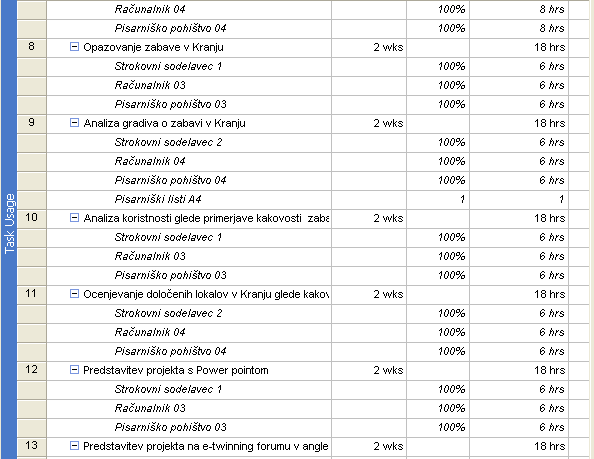 Task Usage
Računalnik 04 100% 8 hrs
Pisarniško pohištvo 04 100% 8 hrs
8 Opazovanje zabave v Kranju 2 wks 18 hrs
Strokovni sodelavec 1 100% 6 hrs
Računalnik 03 100% 6 hrs
Pisarniško pohištvo 03 100% 6 hrs
9 Analiza gradiva o zabavi v Kranju 2 wks 18 hrs
Strokovni sodelavec 2 100% 6 hrs
Računalnik 04 100% 6 hrs
Pisarniško pohištvo 04 100% 6 hrs
Pisarniški listi A4 1 1
10 Analiza koristnosti glede primerjave kakovosti zaba 2 wks 18 hrs
Strokovni sodelavec 1 100% 6 hrs
Računalnik 03 100% 6 hrs
Pisarniško pohištvo 03 100% 6 hrs
11 Ocenjevanje določenih lokalov v Kranju glede kakov 2 wks 18 hrs
Strokovni sodelavec 2 100% 6 hrs
Računalnik 04 100% 6 hrs
Pisarniško pohištvo 04 100% 6 hrs
12 Predstavitev projekta s Power pointom 2 wks 18 hrs
Strokovni sodelavec 1 100% 6 hrs
Računalnik 03 100% 6 hrs
Pisarniško pohištvo 03 100% 6 hrs
13 Predstavitev projekta na e-twinning forumu v angle 2 wks 18 hrs